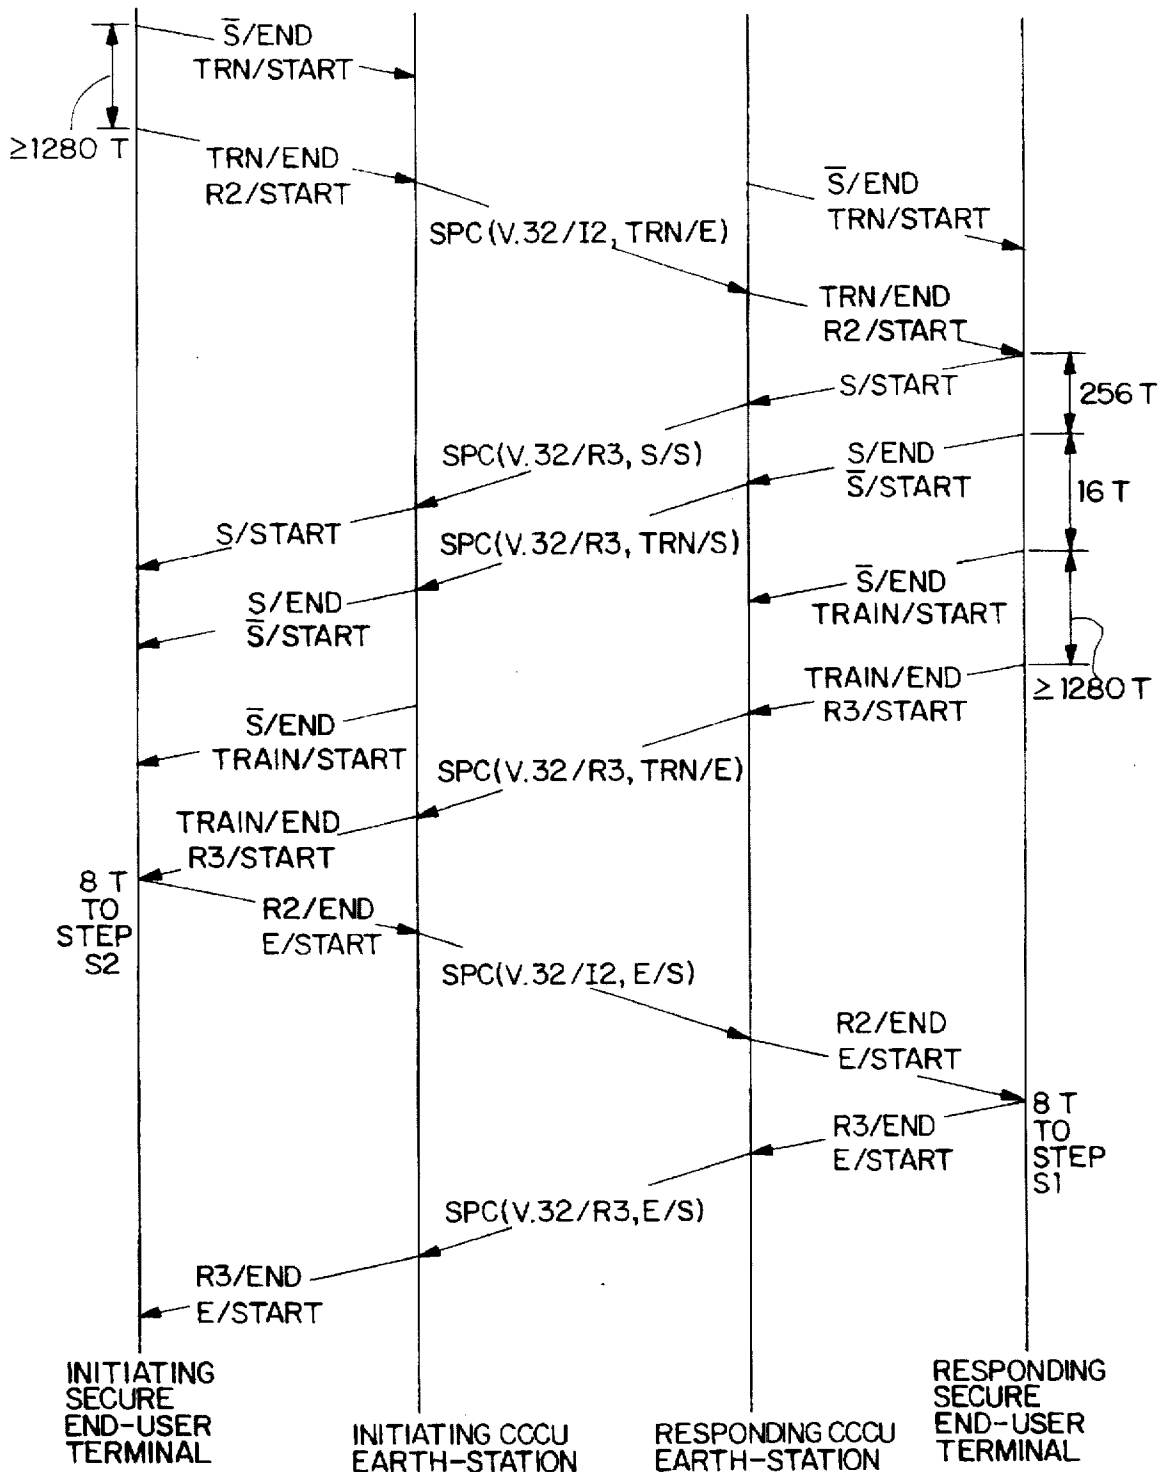 S̅/END
TRN/START
≥1280 T
TRN/END
R2/START
S̅/END
TRN/START
SPC(V.32/I2, TRN/E)
TRN/END
R2/START
S/START
256 T
SPC(V.32/R3, S/S)
S/END
S̅/START
16 T
S/START
SPC(V.32/R3, TRN/S)
S̅/END
TRAIN/START
S/END
S̅/START
TRAIN/END
R3/START
≥1280 T
S̅/END
TRAIN/START
SPC(V.32/R3, TRN/E)
TRAIN/END
R3/START
8 T
TO
STEP
S2
R2/END
E/START
SPC(V.32/I2, E/S)
R2/END
E/START
8 T
TO
STEP
S1
R3/END
E/START
SPC(V.32/R3,E/S)
R3/END
E/START
INITIATING
SECURE
END-USER
TERMINAL
INITIATING CCCU
EARTH-STATION
RESPONDING CCCU
EARTH-STATION
RESPONDING
SECURE
END-USER
TERMINAL